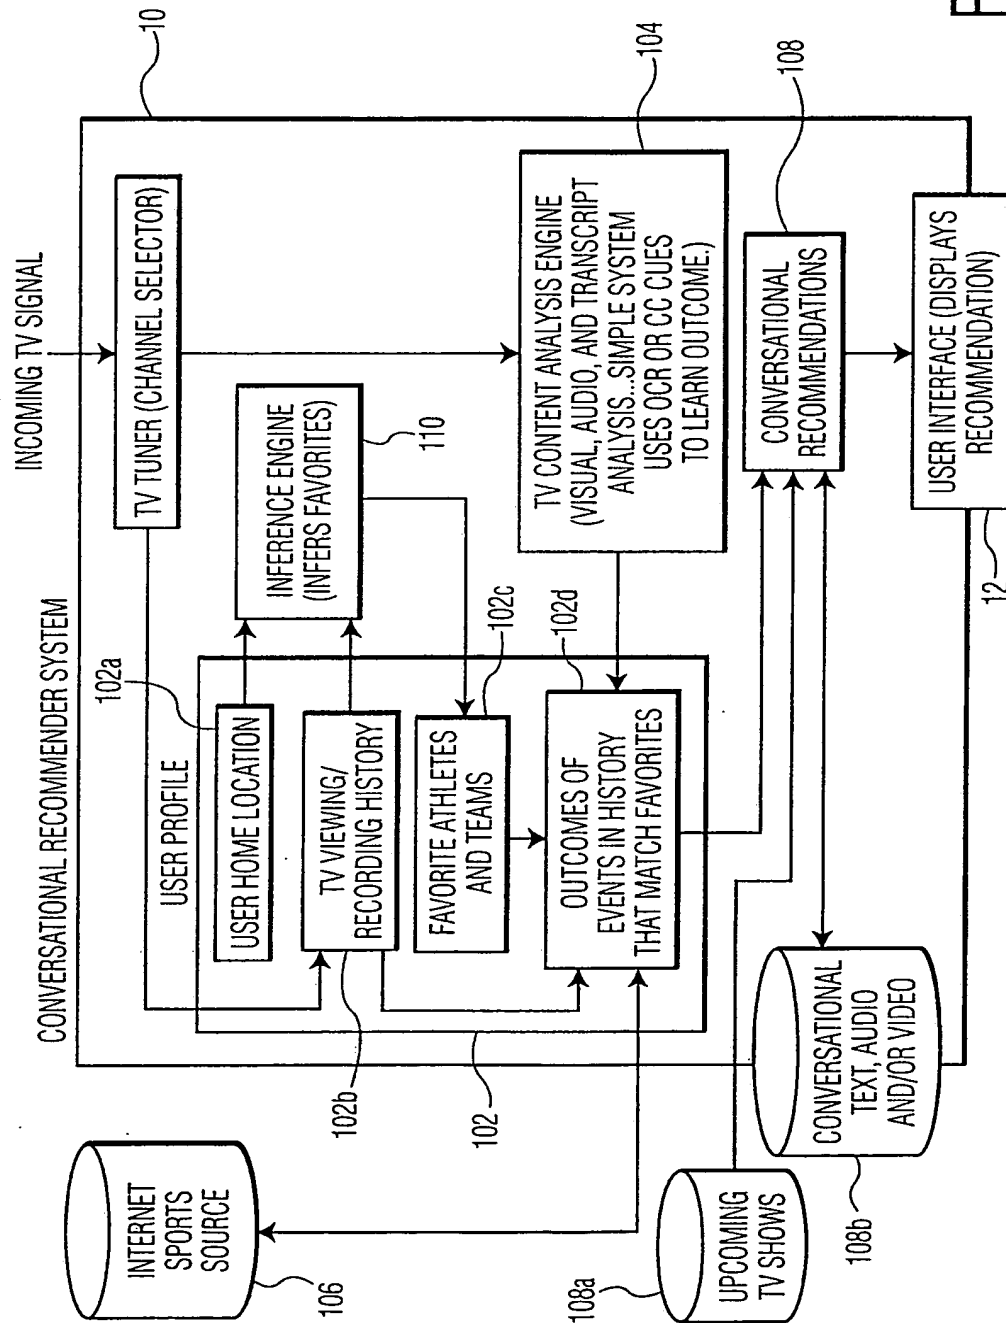 INCOMING TV SIGNAL
CONVERSATIONAL RECOMMENDER SYSTEM
10
TV TUNER (CHANNEL SELECTOR)
USER PROFILE
102a
USER HOME LOCATION
INFERENCE ENGINE
(INFERS FAVORITES)
110
TV VIEWING/
RECORDING HISTORY
102b
102c
FAVORITE ATHLETES
AND TEAMS
102d
OUTCOMES OF
EVENTS IN HISTORY
THAT MATCH FAVORITES
102
TV CONTENT ANALYSIS ENGINE
(VISUAL, AUDIO, AND TRANSCRIPT
ANALYSIS...SIMPLE SYSTEM
USES OCR OR CC CUES
TO LEARN OUTCOME.)
104
INTERNET
SPORTS
SOURCE
106
UPCOMING
TV SHOWS
108a
CONVERSATIONAL
TEXT, AUDIO
AND/OR VIDEO
108b
CONVERSATIONAL
RECOMMENDATIONS
108
USER INTERFACE (DISPLAYS
RECOMMENDATION)
12